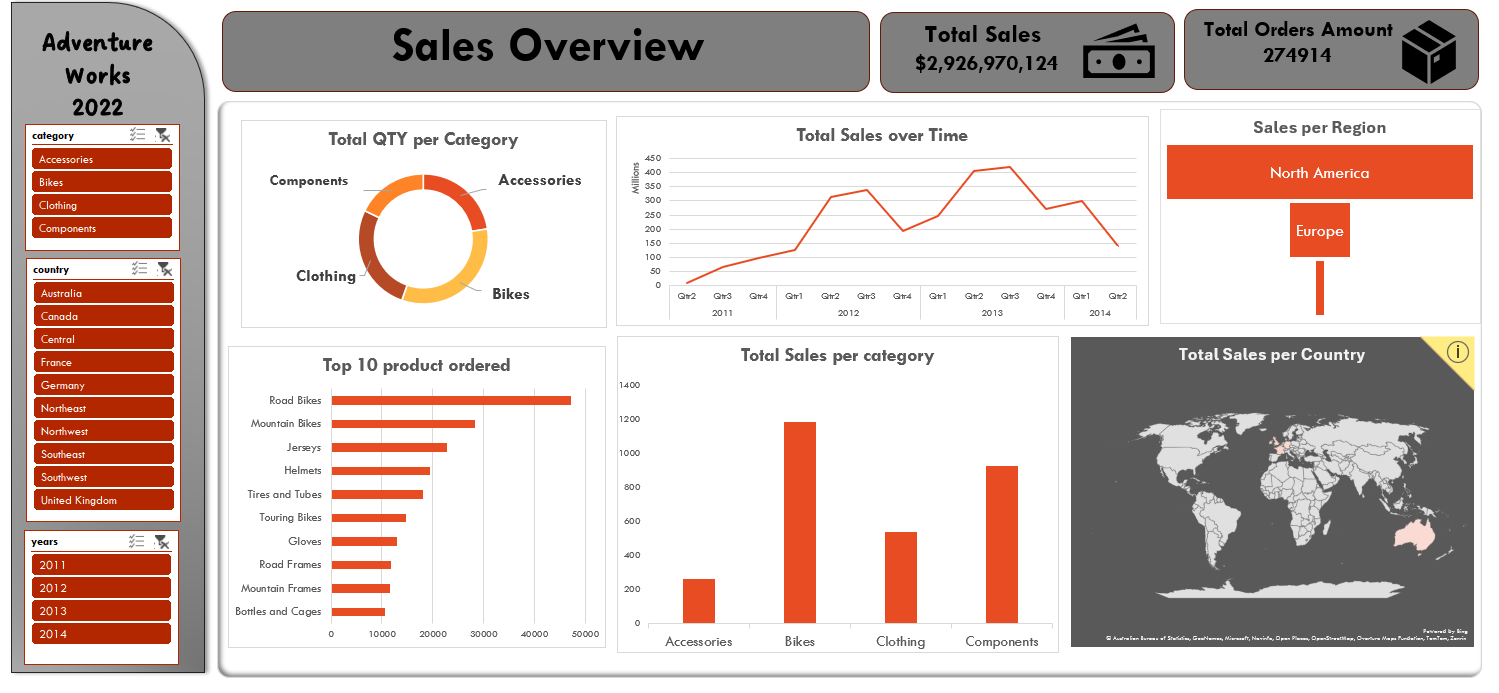 Adventure
Works
2022
category
Accessories
Bikes
Clothing
Components
country
Australia
Canada
Central
France
Germany
Northeast
Northwest
Southeast
Southwest
United Kingdom
years
2011
2012
2013
2014
Sales Overview
Total Sales
$2,926,970,124
Total Orders Amount
274914
Total QTY per Category
Components
Accessories
Clothing
Bikes
Total Sales over Time
Millions
450
400
350
300
250
200
150
100
50
0
Qtr2 Qtr3 Qtr4 Qtr1 Qtr2 Qtr3 Qtr4 Qtr1 Qtr2 Qtr3 Qtr4 Qtr1 Qtr2
2011 2012 2013 2014
Sales per Region
North America
Europe
Top 10 product ordered
Road Bikes
Mountain Bikes
Jerseys
Helmets
Tires and Tubes
Touring Bikes
Gloves
Road Frames
Mountain Frames
Bottles and Cages
0 10000 20000 30000 40000 50000
Total Sales per category
1400
1200
1000
800
600
400
200
0
Accessories Bikes Clothing Components
Total Sales per Country
i
Powered by Bing
© Australian Bureau of Statistics, GeoNames, Microsoft, Navinfo, Open Places, OpenStreetMap, Overture Maps Fundation, TomTom, Zenrin